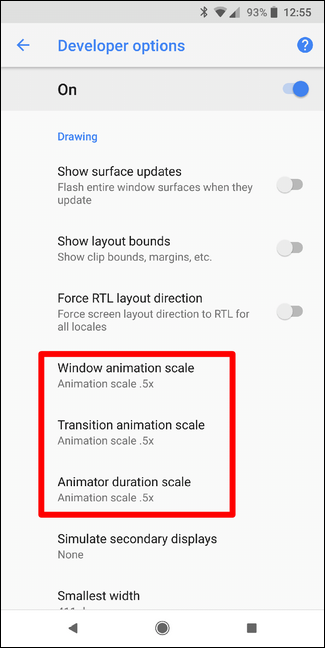 93% 12:55
Developer options ?
On
Drawing
Show surface updates
Flash entire window surfaces when they
update
Show layout bounds
Show clip bounds, margins, etc.
Force RTL layout direction
Force screen layout direction to RTL for
all locales
Window animation scale
Animation scale .5x
Transition animation scale
Animation scale .5x
Animator duration scale
Animation scale .5x
Simulate secondary displays
None
Smallest width